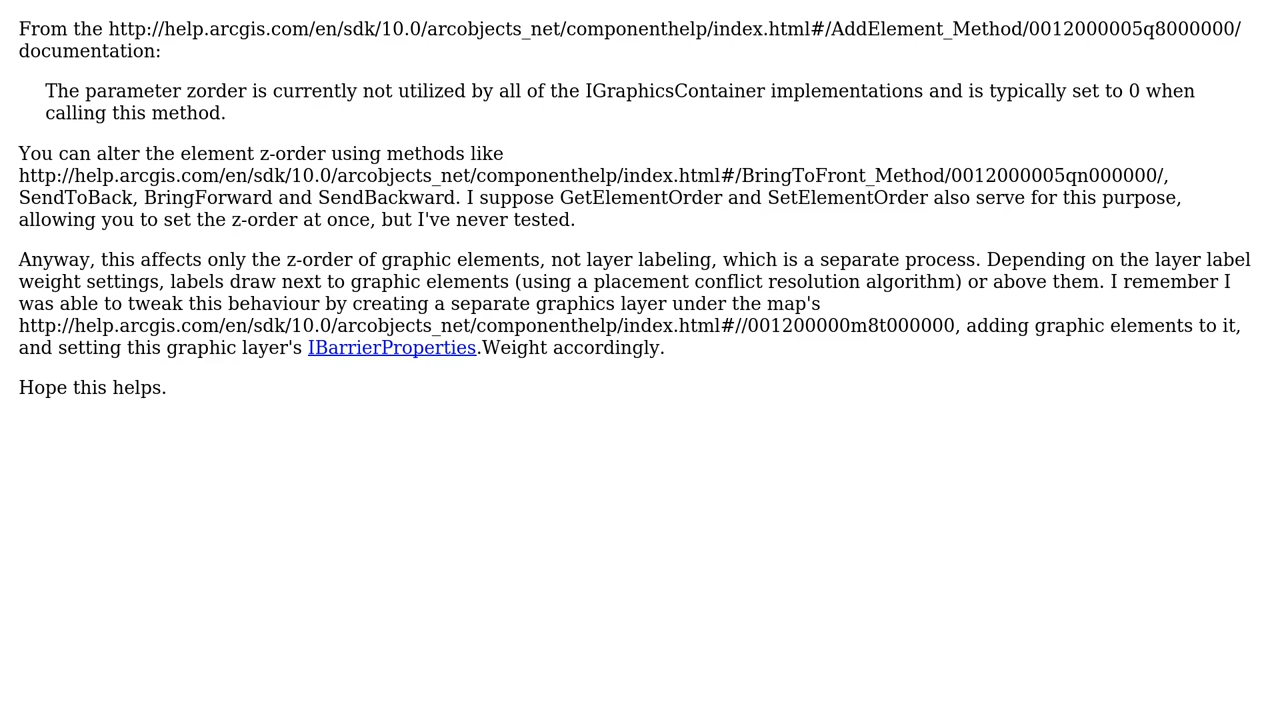 From the http://help.arcgis.com/en/sdk/10.0/arcobjects_net/componenthelp/index.html#/AddElement_Method/0012000005q8000000/
documentation:
The parameter zorder is currently not utilized by all of the IGraphicsContainer implementations and is typically set to 0 when
calling this method.
You can alter the element z-order using methods like
http://help.arcgis.com/en/sdk/10.0/arcobjects_net/componenthelp/index.html#/BringToFront_Method/0012000005qn000000/,
SendToBack, BringForward and SendBackward. I suppose GetElementOrder and SetElementOrder also serve for this purpose,
allowing you to set the z-order at once, but I've never tested.
Anyway, this affects only the z-order of graphic elements, not layer labeling, which is a separate process. Depending on the layer label
weight settings, labels draw next to graphic elements (using a placement conflict resolution algorithm) or above them. I remember I
was able to tweak this behaviour by creating a separate graphics layer under the map's
http://help.arcgis.com/en/sdk/10.0/arcobjects_net/componenthelp/index.html#//001200000m8t000000, adding graphic elements to it,
and setting this graphic layer's IBarrierProperties.Weight accordingly.
Hope this helps.